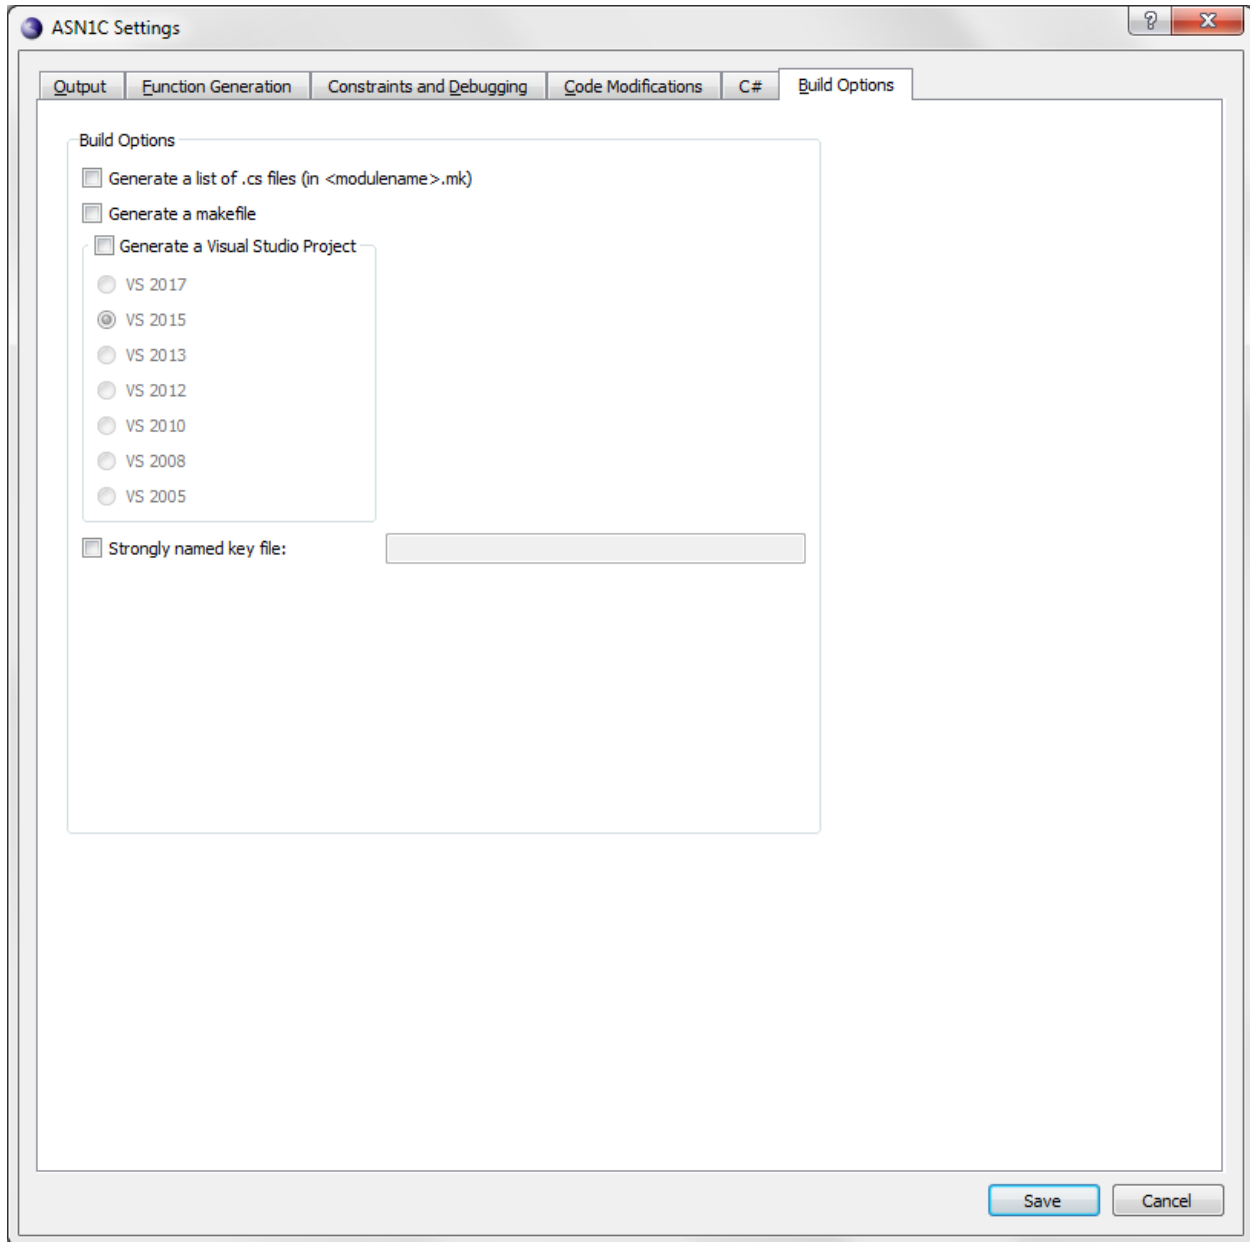 ASN1C Settings
Output Function Generation Constraints and Debugging Code Modifications C# Build Options
Build Options
Generate a list of .cs files (in <modulename>.mk)
Generate a makefile
Generate a Visual Studio Project
VS 2017
VS 2015
VS 2013
VS 2012
VS 2010
VS 2008
VS 2005
Strongly named key file:
Save Cancel